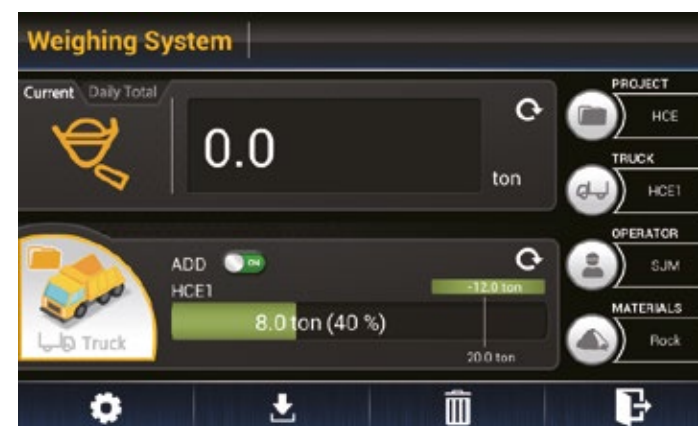 Weighing System
Current Daily Total
0.0
ton
PROJECT
HCE
TRUCK
HCE1
OPERATOR
SJM
MATERIALS
Rock
ADD ON
HCE1
-12.0 ton
8.0 ton (40 %)
20.0 ton
Truck